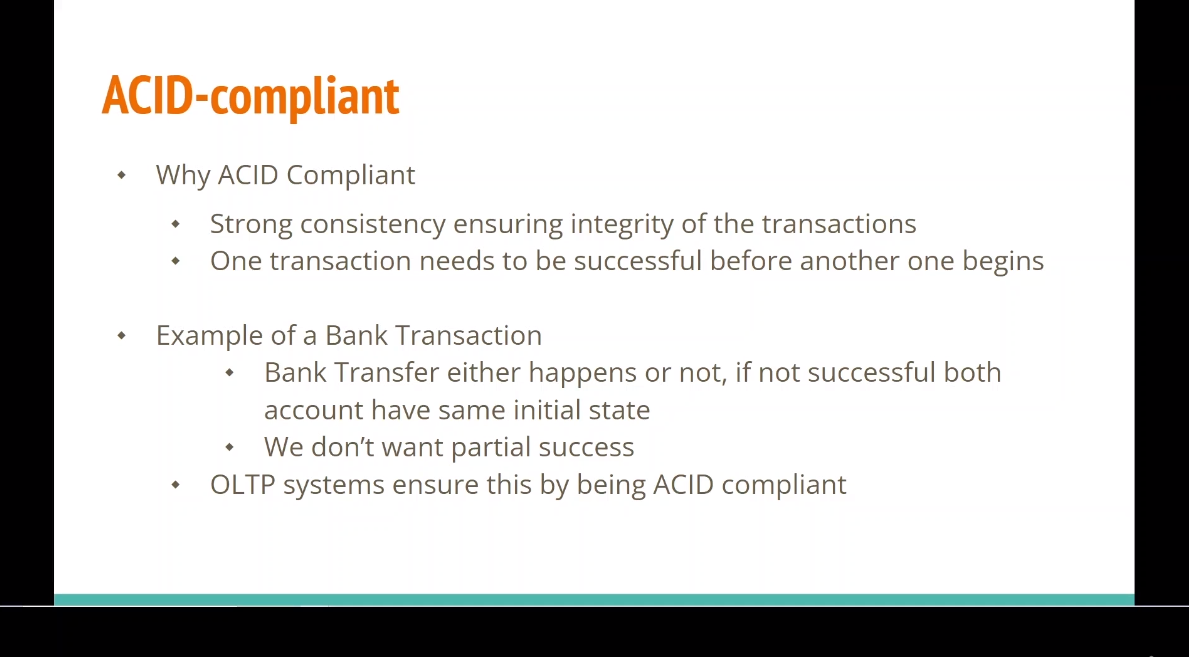 ACID-compliant
Why ACID Compliant
Strong consistency ensuring integrity of the transactions
One transaction needs to be successful before another one begins
Example of a Bank Transaction
Bank Transfer either happens or not, if not successful both
account have same initial state
We don’t want partial success
OLTP systems ensure this by being ACID compliant